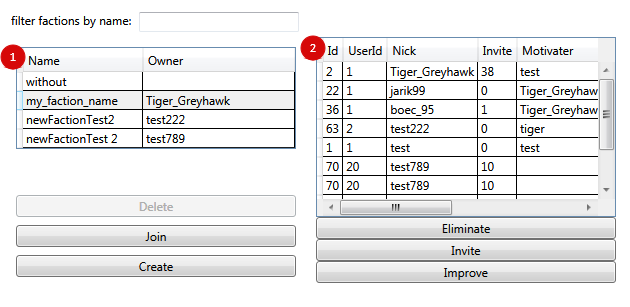 filter factions by name:
1
Name Owner
without
my_faction_name Tiger_Greyhawk
newFactionTest2 test222
newFactionTest 2 test789
Delete
Join
Create
2
Id UserId Nick Invite Motivater
2 1 Tiger_Greyhawk 38 test
22 1 jarik99 0 Tiger_Greyhaw
36 1 boec_95 1 Tiger_Greyhaw
63 2 test222 0 tiger
1 1 test 0 test
70 20 test789 10
70 20 test789 10
Eliminate
Invite
Improve